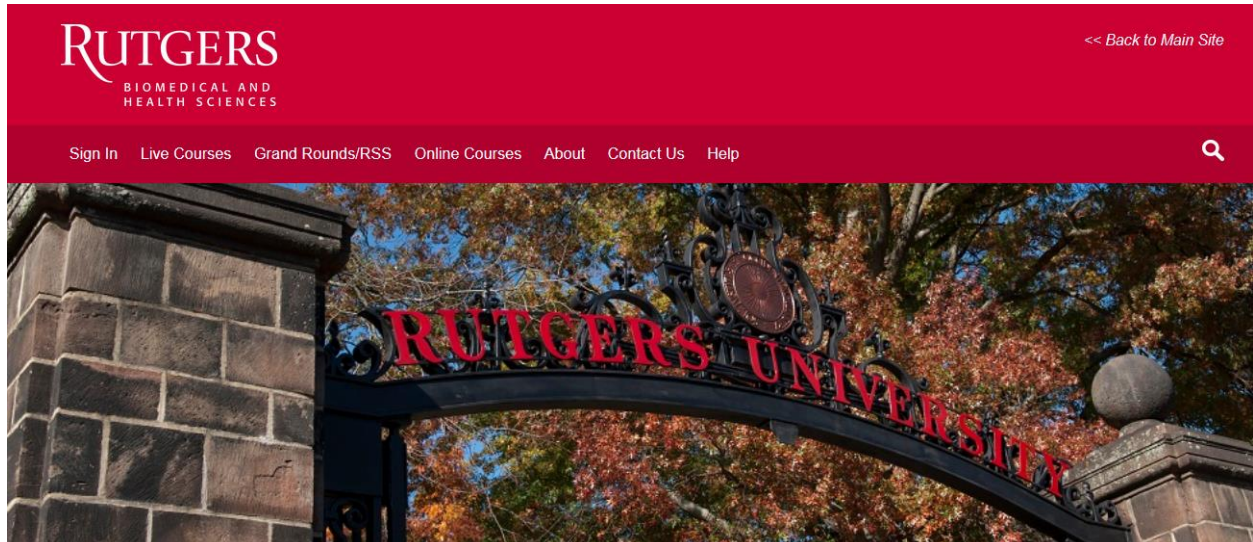 RUTGERS
BIOMEDICAL AND
HEALTH SCIENCES
<< Back to Main Site
Sign In Live Courses Grand Rounds/RSS Online Courses About Contact Us Help
RUTGERS UNIVERSITY